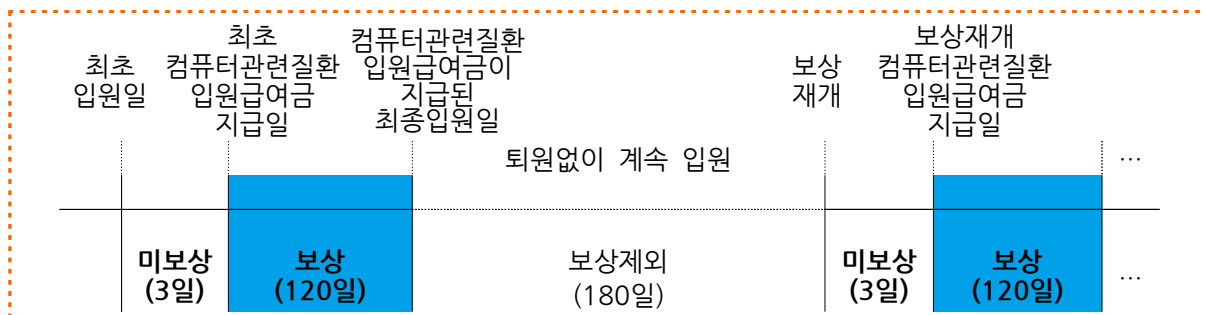 최초
입원일
최초
컴퓨터관련질환
입원급여금
지급일
컴퓨터관련질환
입원급여금이
지급된
최종입원일
보상
재개
보상재개
컴퓨터관련질환
입원급여금
지급일
퇴원없이 계속 입원
…
미보상
(3일)
보상
(120일)
보상제외
(180일)
미보상
(3일)
보상
(120일)
…